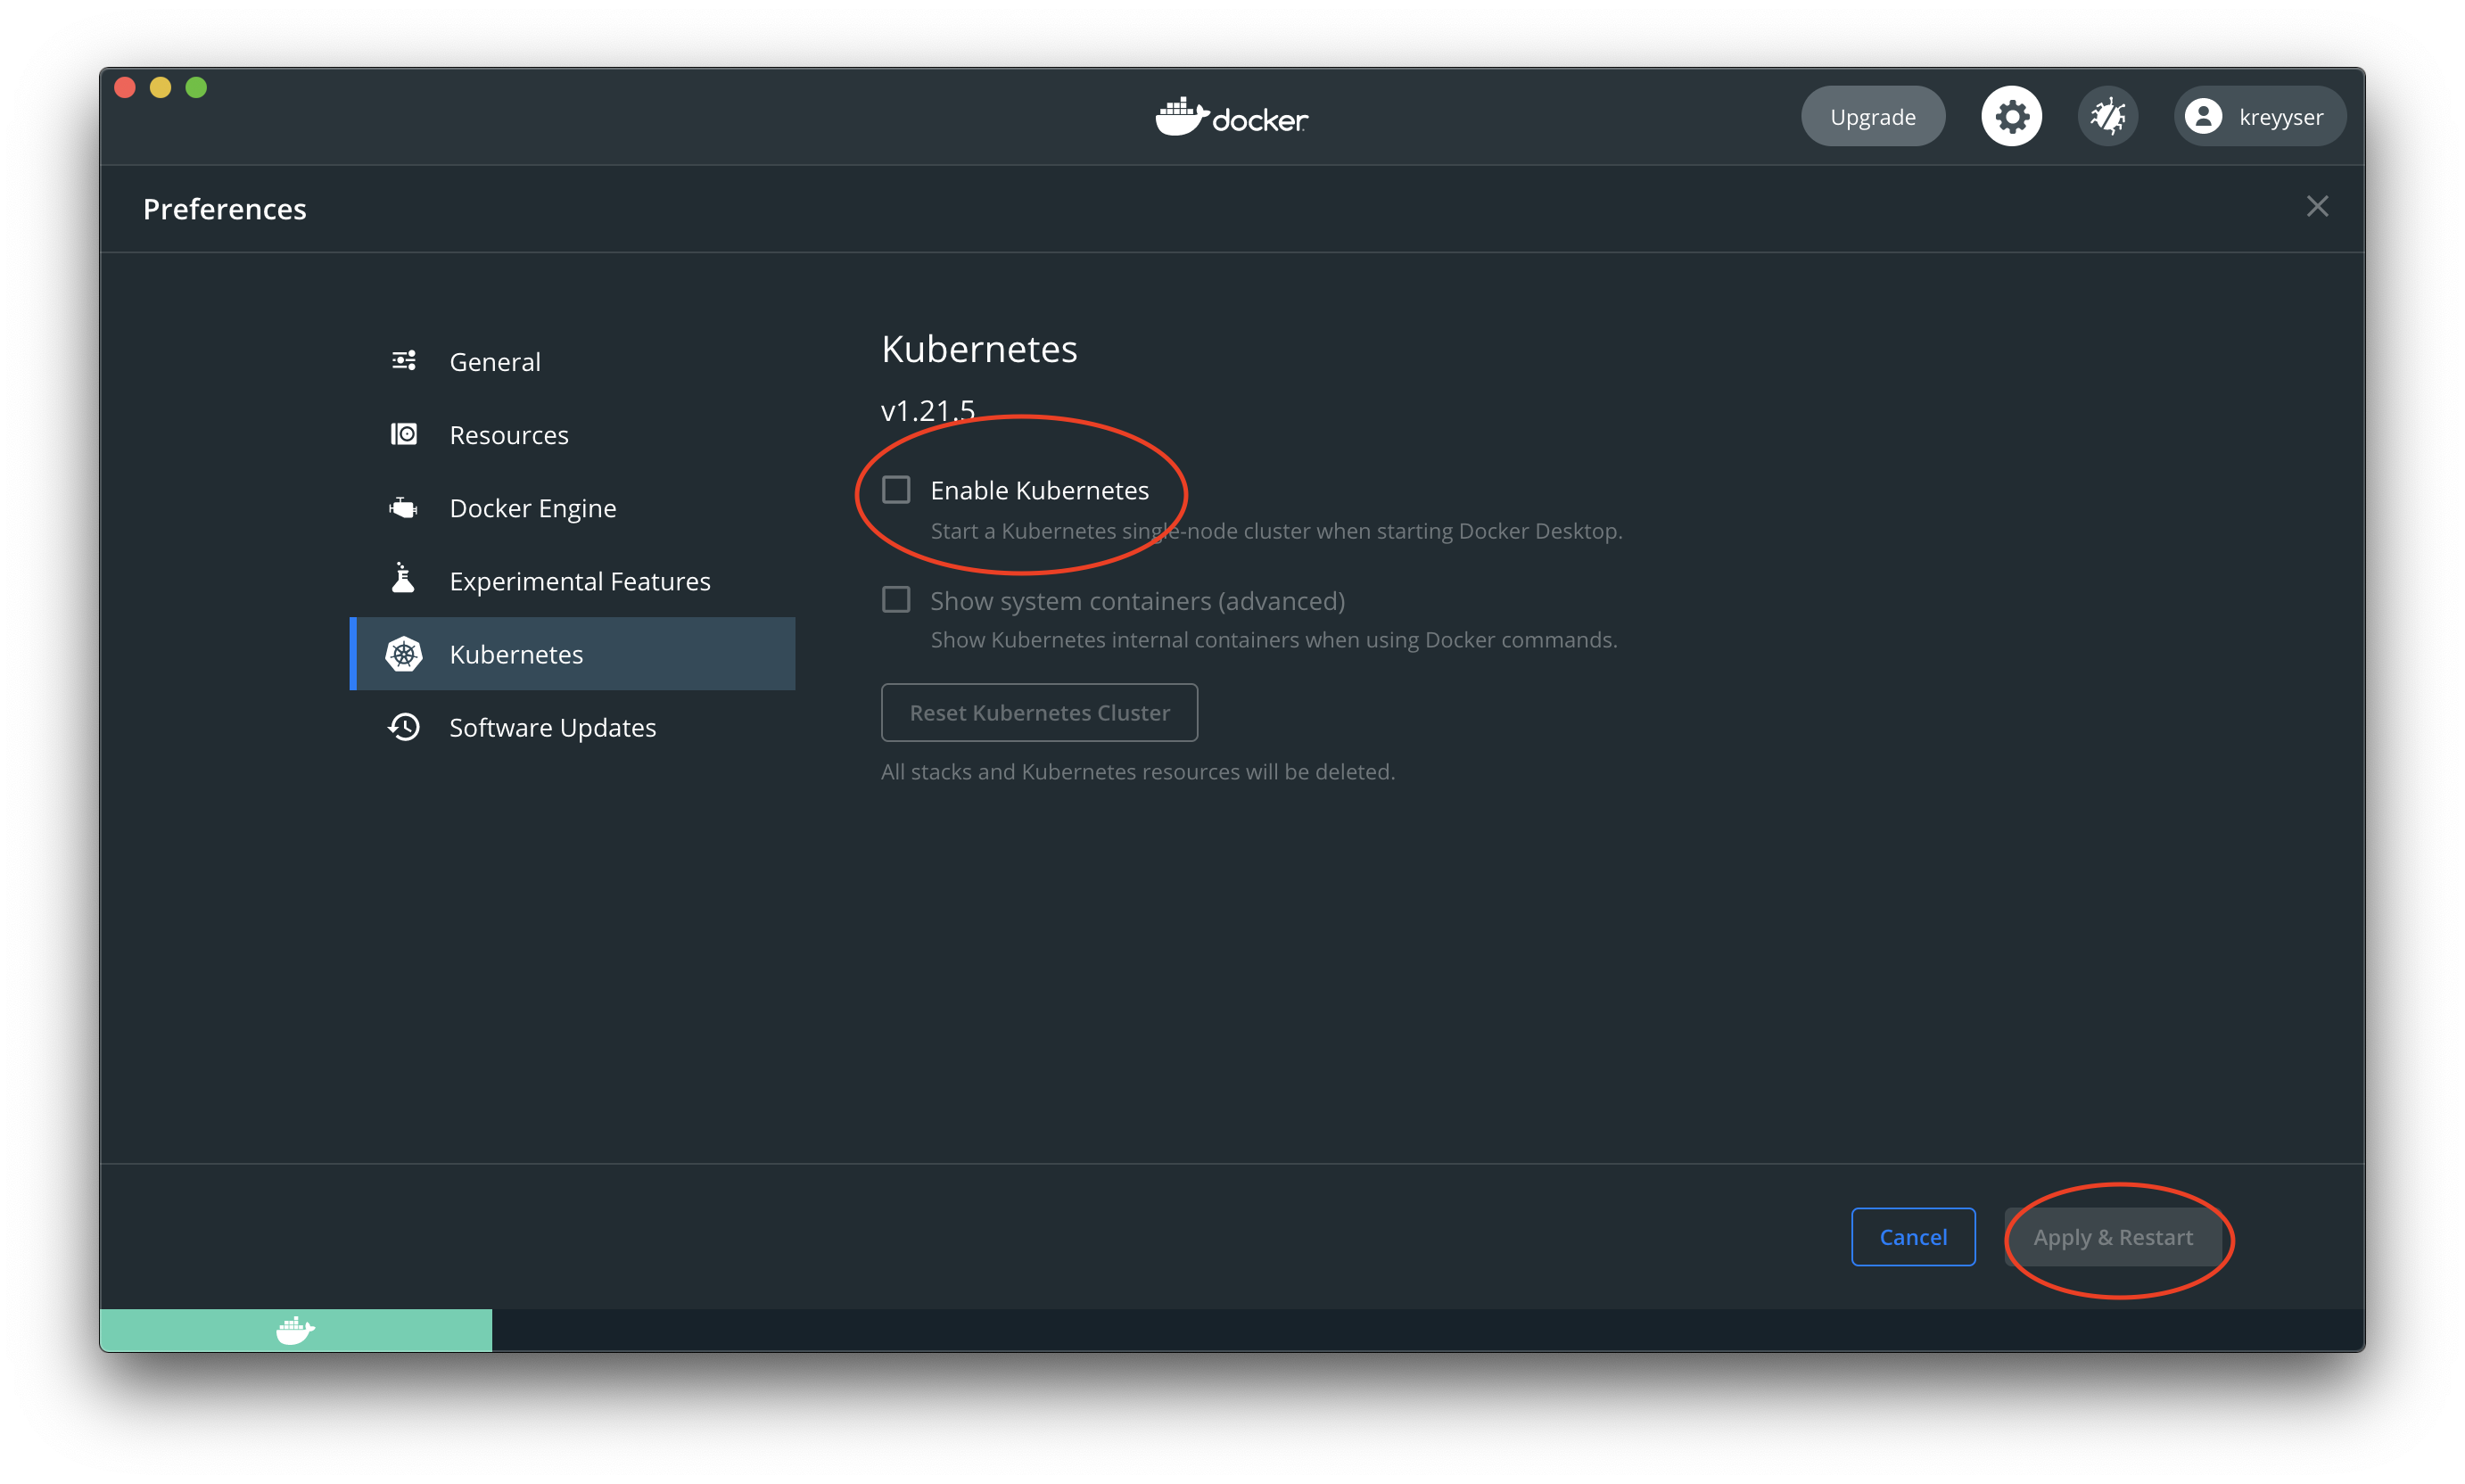 docker
Upgrade
kreyyser
Preferences
General
Resources
Docker Engine
Experimental Features
Kubernetes
Software Updates
Kubernetes
v1.21.5
Enable Kubernetes
Start a Kubernetes single-node cluster when starting Docker Desktop.
Show system containers (advanced)
Show Kubernetes internal containers when using Docker commands.
Reset Kubernetes Cluster
All stacks and Kubernetes resources will be deleted.
Cancel
Apply & Restart